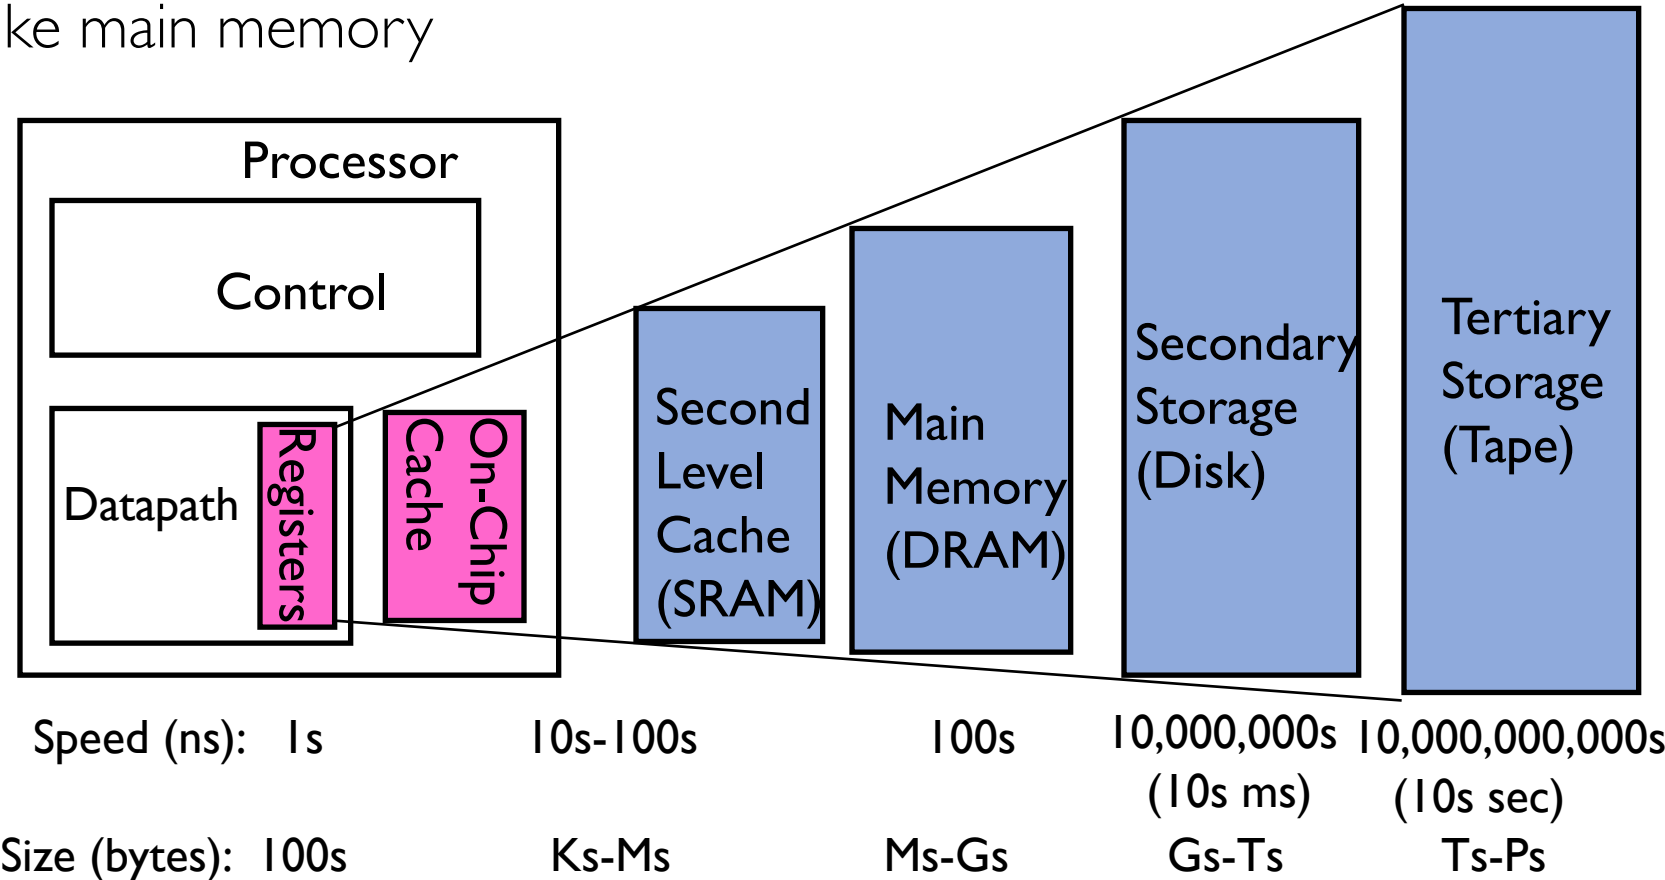 ke main memory
Processor
Control
Datapath
Registers
On-Chip
Cache
Second
Level
Cache
(SRAM)
Main
Memory
(DRAM)
Secondary
Storage
(Disk)
Tertiary
Storage
(Tape)
Speed (ns): 1s 10s-100s 100s 10,000,000s 10,000,000,000s
(10s ms) (10s sec)
Size (bytes): 100s Ks-Ms Ms-Gs Gs-Ts Ts-Ps